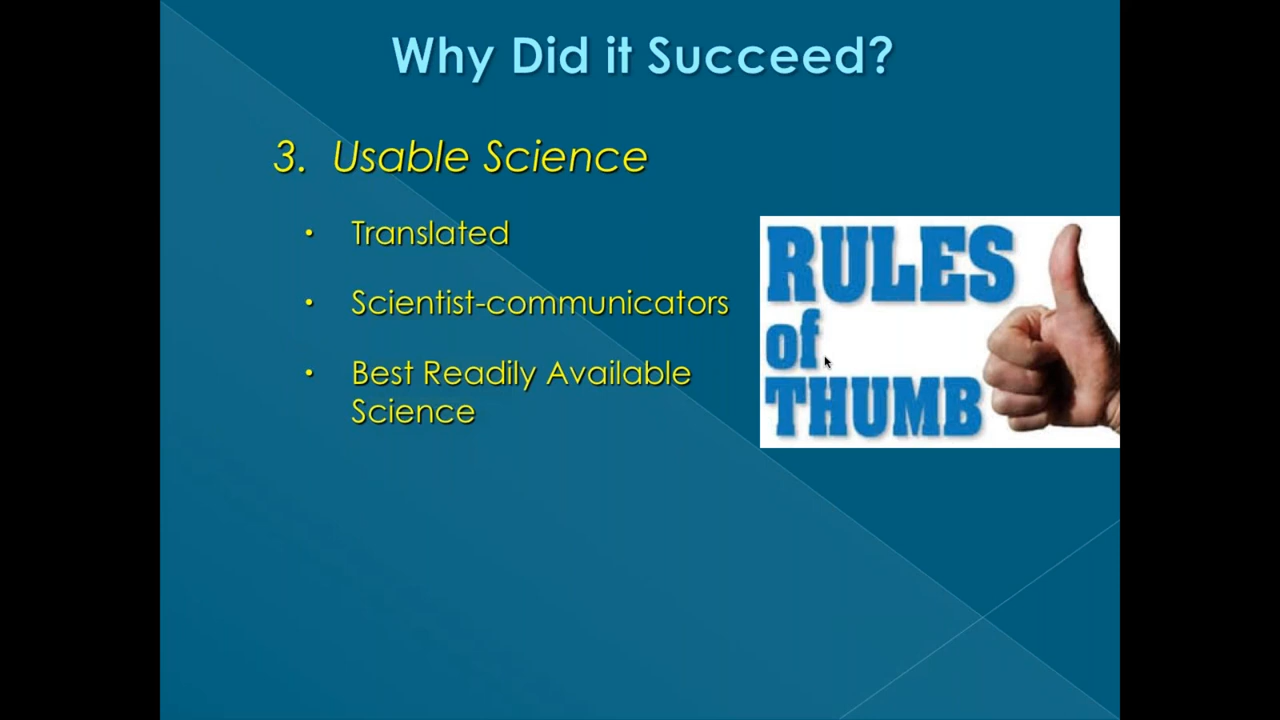 Why Did it Succeed?
3. Usable Science
• Translated
• Scientist-communicators
• Best Readily Available
Science
RULES
of
THUMB